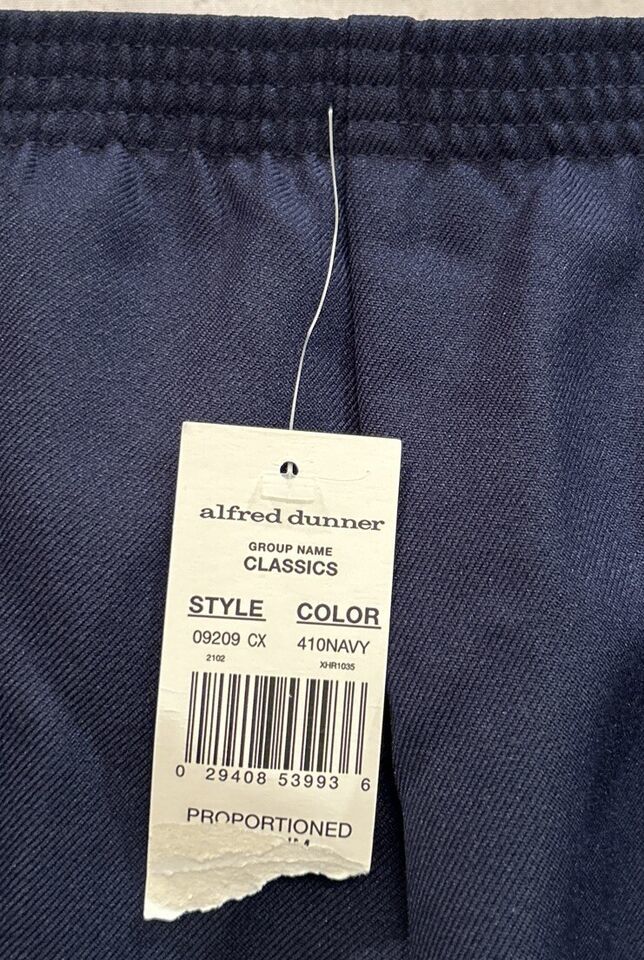 alfred dunner
GROUP NAME
CLASSICS
STYLE COLOR
09209 CX 410NAVY
2102 XHR1035
0 29408 53993 6
PROPORTIONED